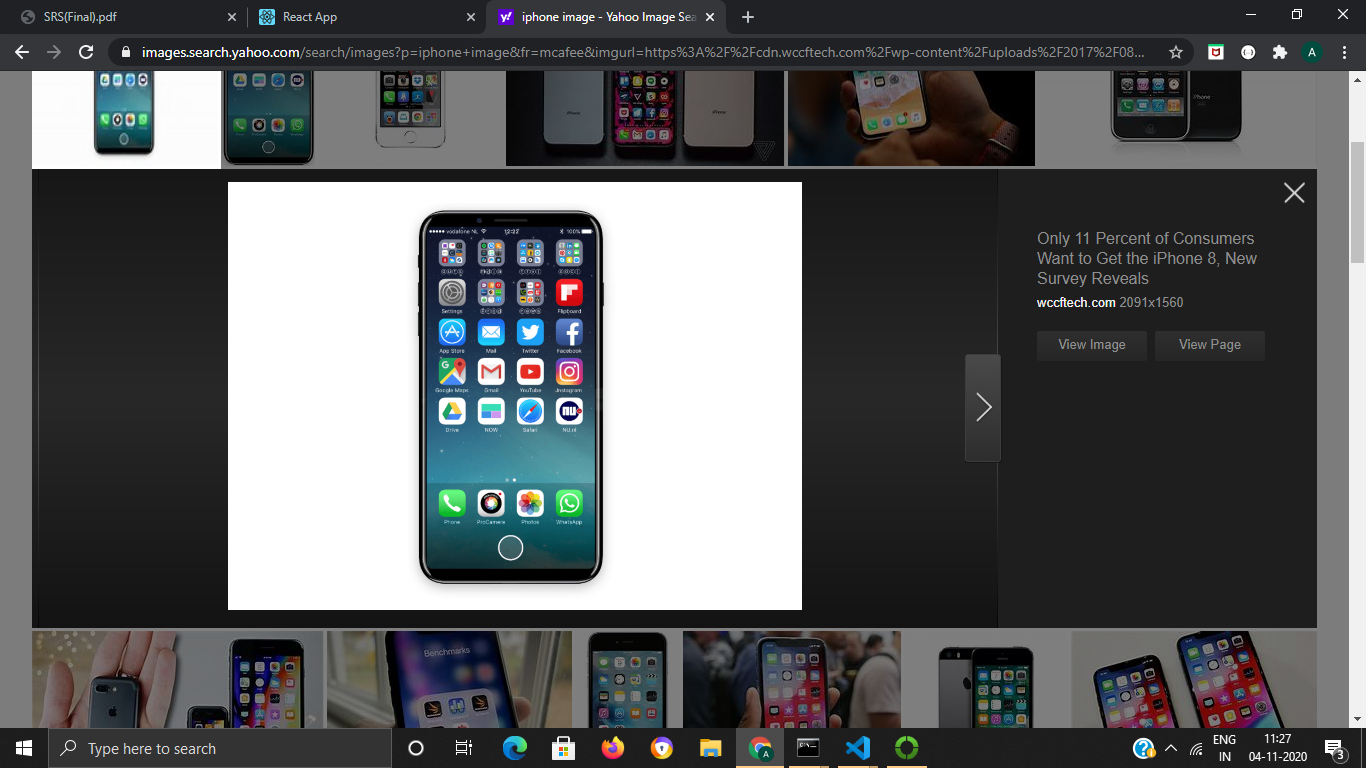 SRS(Final).pdf
React App
iphone image - Yahoo Image Sea
images.search.yahoo.com/search/images?p=iphone+image&fr=mcafee&imgurl=https%3A%2F%2Fcdn.wccftech.com%2Fwp-content%2Fuploads%2F2017%2F08...
A
iPhone
iPhone
iPhone
vodafone NL 12:22 100%
Settings Flipboard
App Store Mail Twitter Facebook
Google Maps Gmail YouTube Instagram
Drive NOW Safari NU.nl
Phone ProCamera Photos WhatsApp
Only 11 Percent of Consumers
Want to Get the iPhone 8, New
Survey Reveals
wccftech.com 2091x1560
View Image View Page
Benchmarks
Type here to search
ENG
IN
11:27
04-11-2020
3